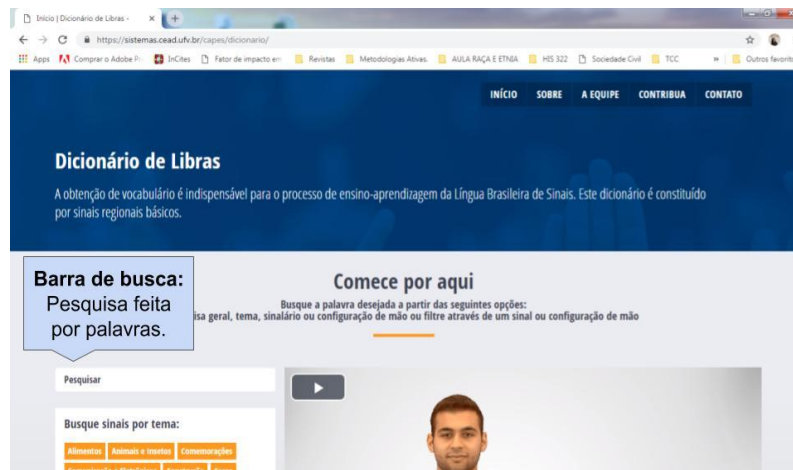 Início | Dicionário de Libras -
https://sistemas.cead.ufv.br/capes/dicionario/
Apps Comprar o Adobe InCites Fator de impacto em Revistas Metodologias Ativas. AULA RAÇA E ETNIA HIS 322 Sociedade Civil TCC » Outros favorito
INÍCIO SOBRE A EQUIPE CONTRIBUA CONTATO
Dicionário de Libras
A obtenção de vocabulário é indispensável para o processo de ensino-aprendizagem da Língua Brasileira de Sinais. Este dicionário é constituído
por sinais regionais básicos.
Barra de busca:
Pesquisa feita
por palavras.
Comece por aqui
Busque a palavra desejada a partir das seguintes opções:
isa geral, tema, sinalário ou configuração de mão ou filtre através de um sinal ou configuração de mão
Pesquisar
Busque sinais por tema:
Alimentos Animais e insetos Comemorações